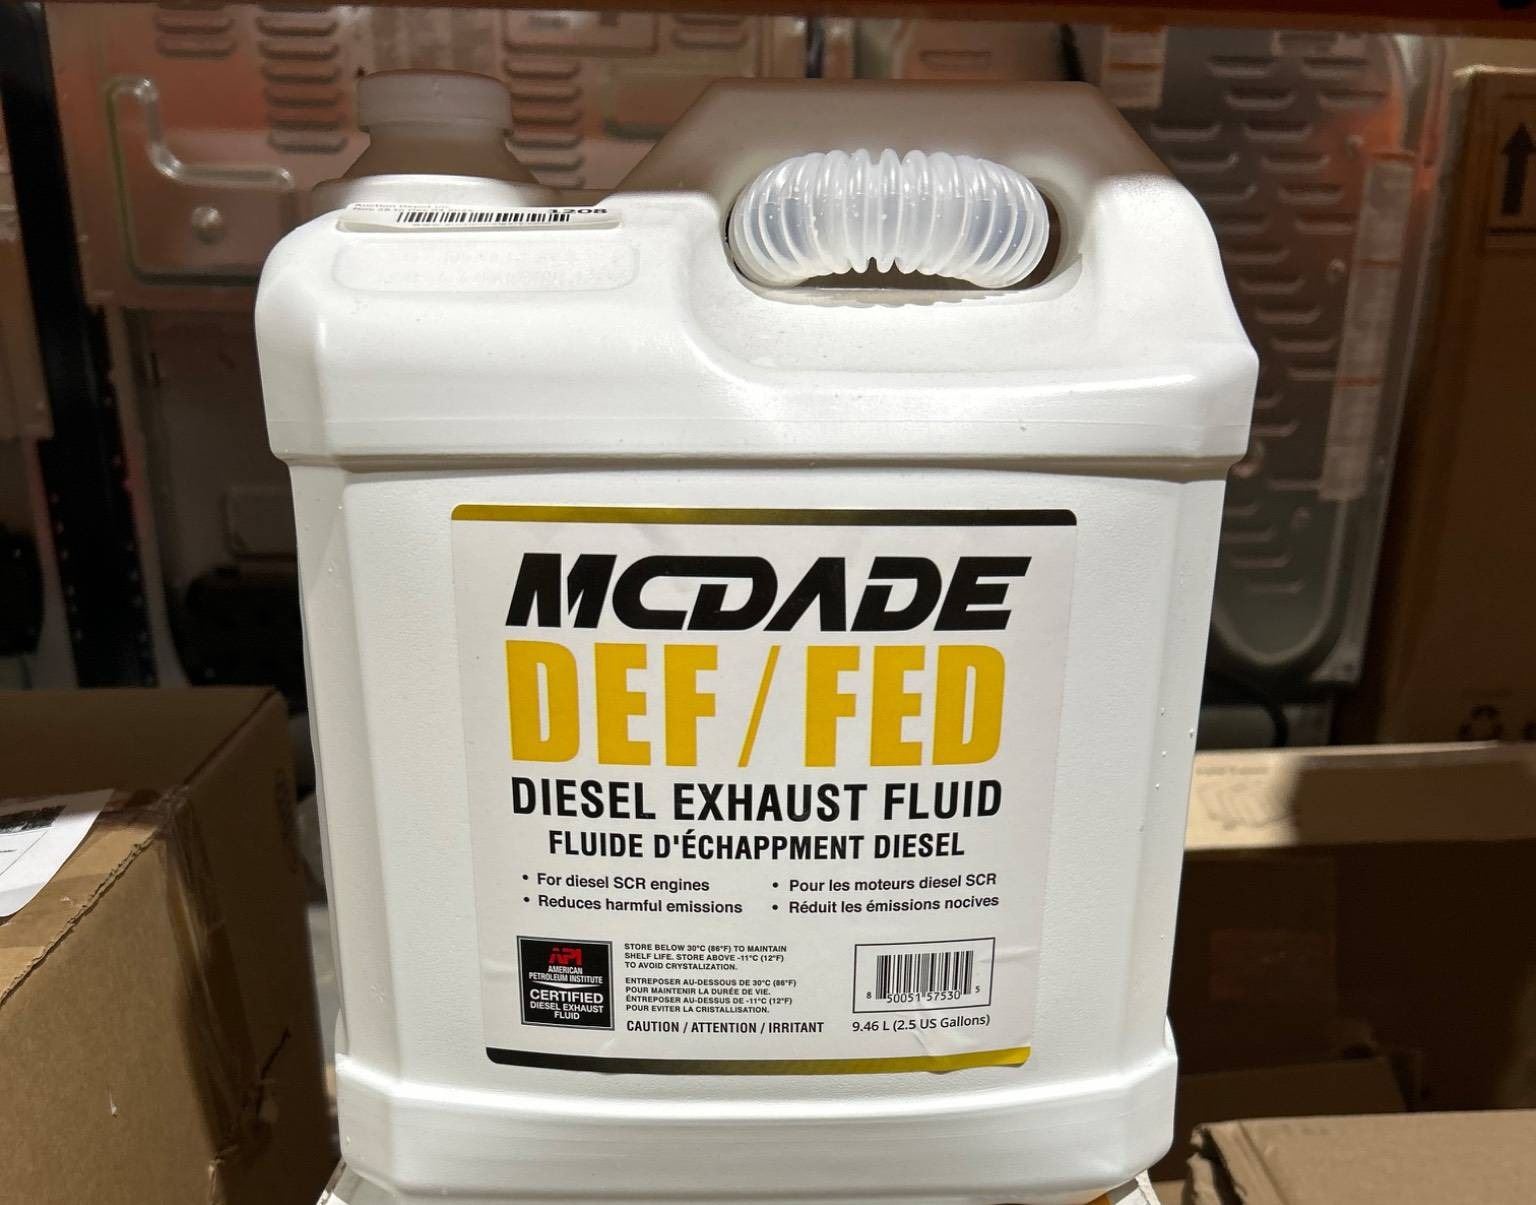 1208
MCDADE
DEF/FED
DIESEL EXHAUST FLUID
FLUIDE D'ÉCHAPPMENT DIESEL
• For diesel SCR engines
• Reduces harmful emissions
• Pour les moteurs diesel SCR
• Réduit les émissions nocives
API
AMERICAN
PETROLEUM INSTITUTE
CERTIFIED
DIESEL EXHAUST
FLUID
STORE BELOW 30°C (86°F) TO MAINTAIN
SHELF LIFE. STORE ABOVE -11°C (12°F)
TO AVOID CRYSTALIZATION.
ENTREPOSER AU-DESSOUS DE 30°C (86°F)
POUR MAINTENIR LA DURÉE DE VIE.
ÉNTREPOSER AU-DESSUS DE -11°C (12°F)
POUR EVITER LA CRISTALLISATION.
CAUTION / ATTENTION / IRRITANT
8 50051 57530 5
9.46 L (2.5 US Gallons)